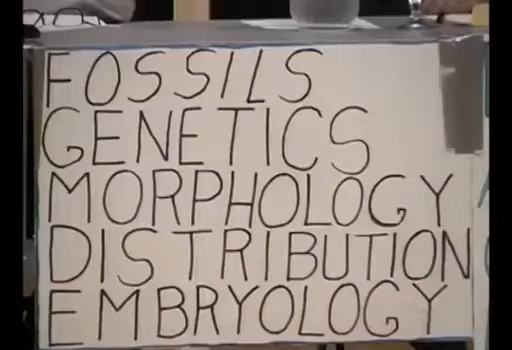 FOSSILS
GENETICS
MORPHOLOGY
DISTRIBUTION
EMBRYOLOGY